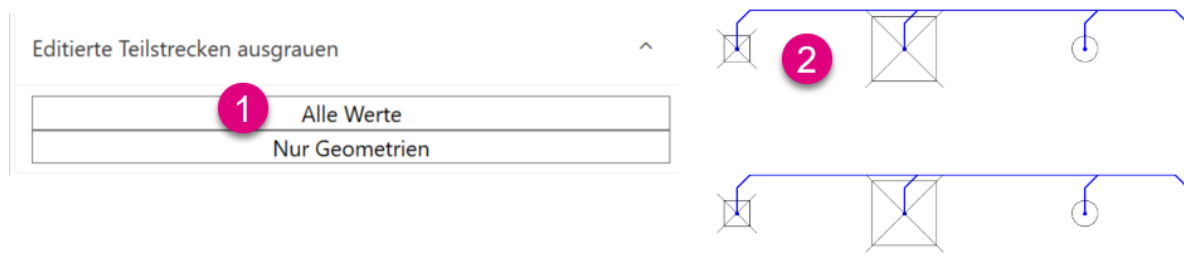 Editierte Teilstrecken ausgrauen
1
Alle Werte
Nur Geometrien
2